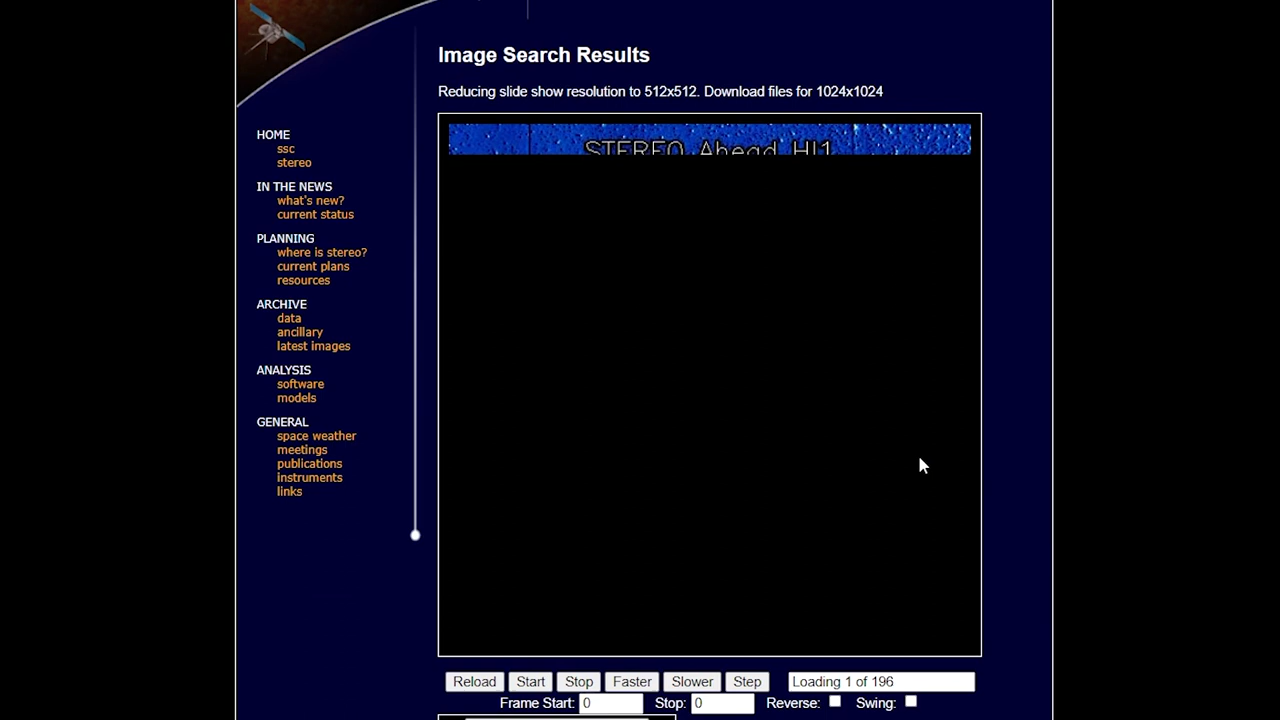 Image Search Results
Reducing slide show resolution to 512x512. Download files for 1024x1024
STEREO Ahead HI1
HOME
ssc
stereo
IN THE NEWS
what's new?
current status
PLANNING
where is stereo?
current plans
resources
ARCHIVE
data
ancillary
latest images
ANALYSIS
software
models
GENERAL
space weather
meetings
publications
instruments
links
Reload Start Stop Faster Slower Step Loading 1 of 196
Frame Start: 0 Stop: 0 Reverse: Swing: